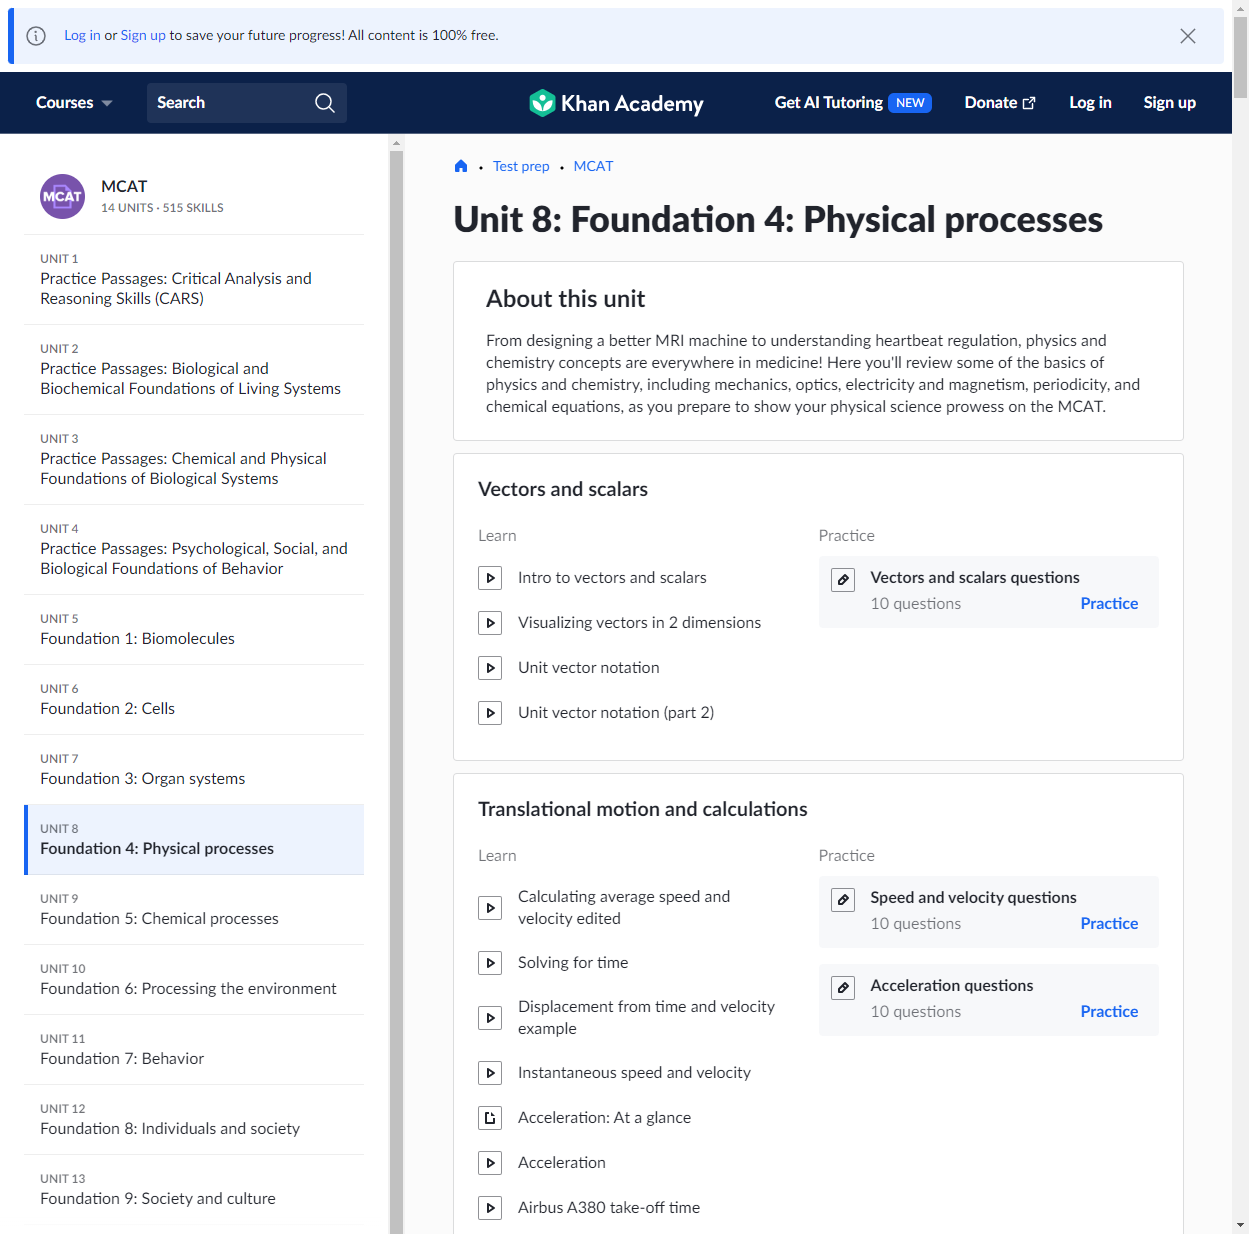 Log in or Sign up to save your future progress! All content is 100% free.
Courses
Search
Khan Academy
Get AI Tutoring NEW
Donate
Log in
Sign up
MCAT
MCAT
14 UNITS · 515 SKILLS
UNIT 1
Practice Passages: Critical Analysis and
Reasoning Skills (CARS)
UNIT 2
Practice Passages: Biological and
Biochemical Foundations of Living Systems
UNIT 3
Practice Passages: Chemical and Physical
Foundations of Biological Systems
UNIT 4
Practice Passages: Psychological, Social, and
Biological Foundations of Behavior
UNIT 5
Foundation 1: Biomolecules
UNIT 6
Foundation 2: Cells
UNIT 7
Foundation 3: Organ systems
UNIT 8
Foundation 4: Physical processes
UNIT 9
Foundation 5: Chemical processes
UNIT 10
Foundation 6: Processing the environment
UNIT 11
Foundation 7: Behavior
UNIT 12
Foundation 8: Individuals and society
UNIT 13
Foundation 9: Society and culture
• Test prep • MCAT
Unit 8: Foundation 4: Physical processes
About this unit
From designing a better MRI machine to understanding heartbeat regulation, physics and
chemistry concepts are everywhere in medicine! Here you'll review some of the basics of
physics and chemistry, including mechanics, optics, electricity and magnetism, periodicity, and
chemical equations, as you prepare to show your physical science prowess on the MCAT.
Vectors and scalars
Learn
Intro to vectors and scalars
Visualizing vectors in 2 dimensions
Unit vector notation
Unit vector notation (part 2)
Practice
Vectors and scalars questions
10 questions
Practice
Translational motion and calculations
Learn
Calculating average speed and
velocity edited
Solving for time
Displacement from time and velocity
example
Instantaneous speed and velocity
Acceleration: At a glance
Acceleration
Airbus A380 take-off time
Practice
Speed and velocity questions
10 questions
Practice
Acceleration questions
10 questions
Practice